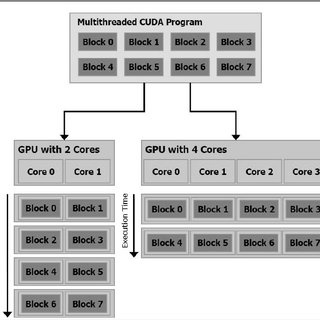 Multithreaded CUDA Program
Block 0 Block 1 Block 2 Block 3
Block 4 Block 5 Block 6 Block 7
GPU with 2 Cores
Core 0 Core 1
Block 0 Block 1
Block 2 Block 3
Block 4 Block 5
Block 6 Block 7
Execution Time
GPU with 4 Cores
Core 0 Core 1 Core 2 Core 3
Block 0 Block 1 Block 2 Block 3
Block 4 Block 5 Block 6 Block 7